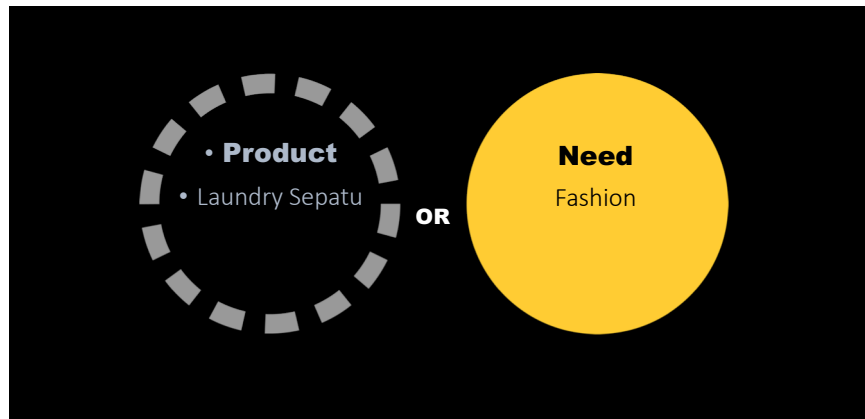 • Product
• Laundry Sepatu
OR
Need
Fashion